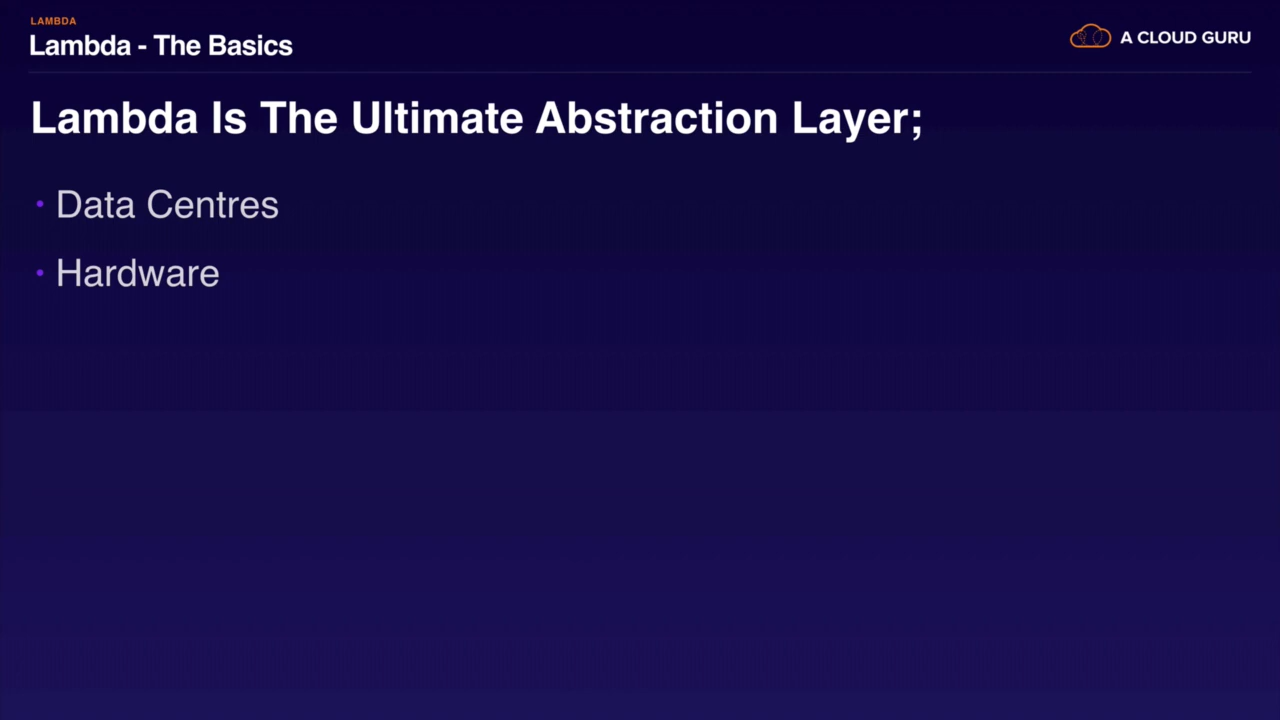 LAMBDA
Lambda - The Basics
A CLOUD GURU
Lambda Is The Ultimate Abstraction Layer;
• Data Centres
• Hardware